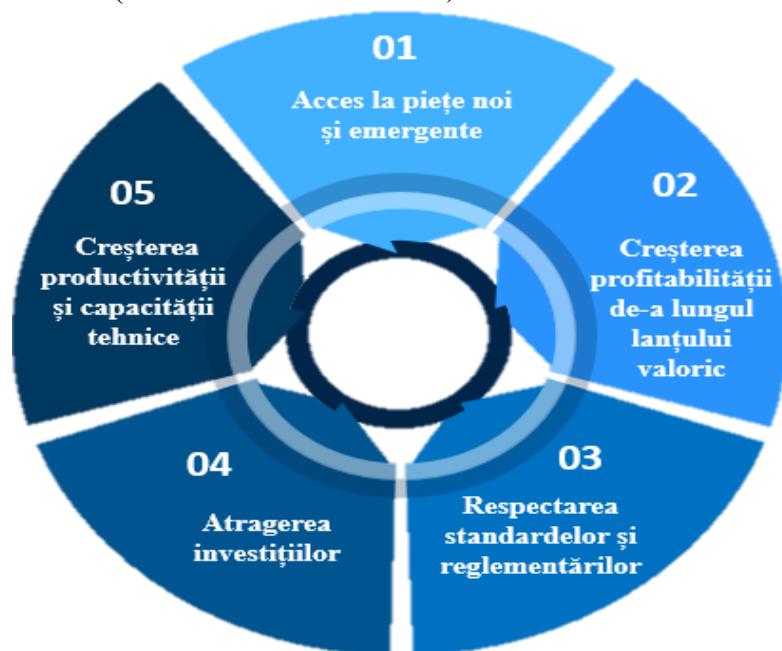 01
Acces la piețe noi
și emergente
02
Creșterea
profitabilității
de-a lungul
lanțului
valoric
03
Respectarea
standardelor și
reglementărilor
04
Atragerea
investițiilor
05
Creșterea
productivității
și capacității
tehnice